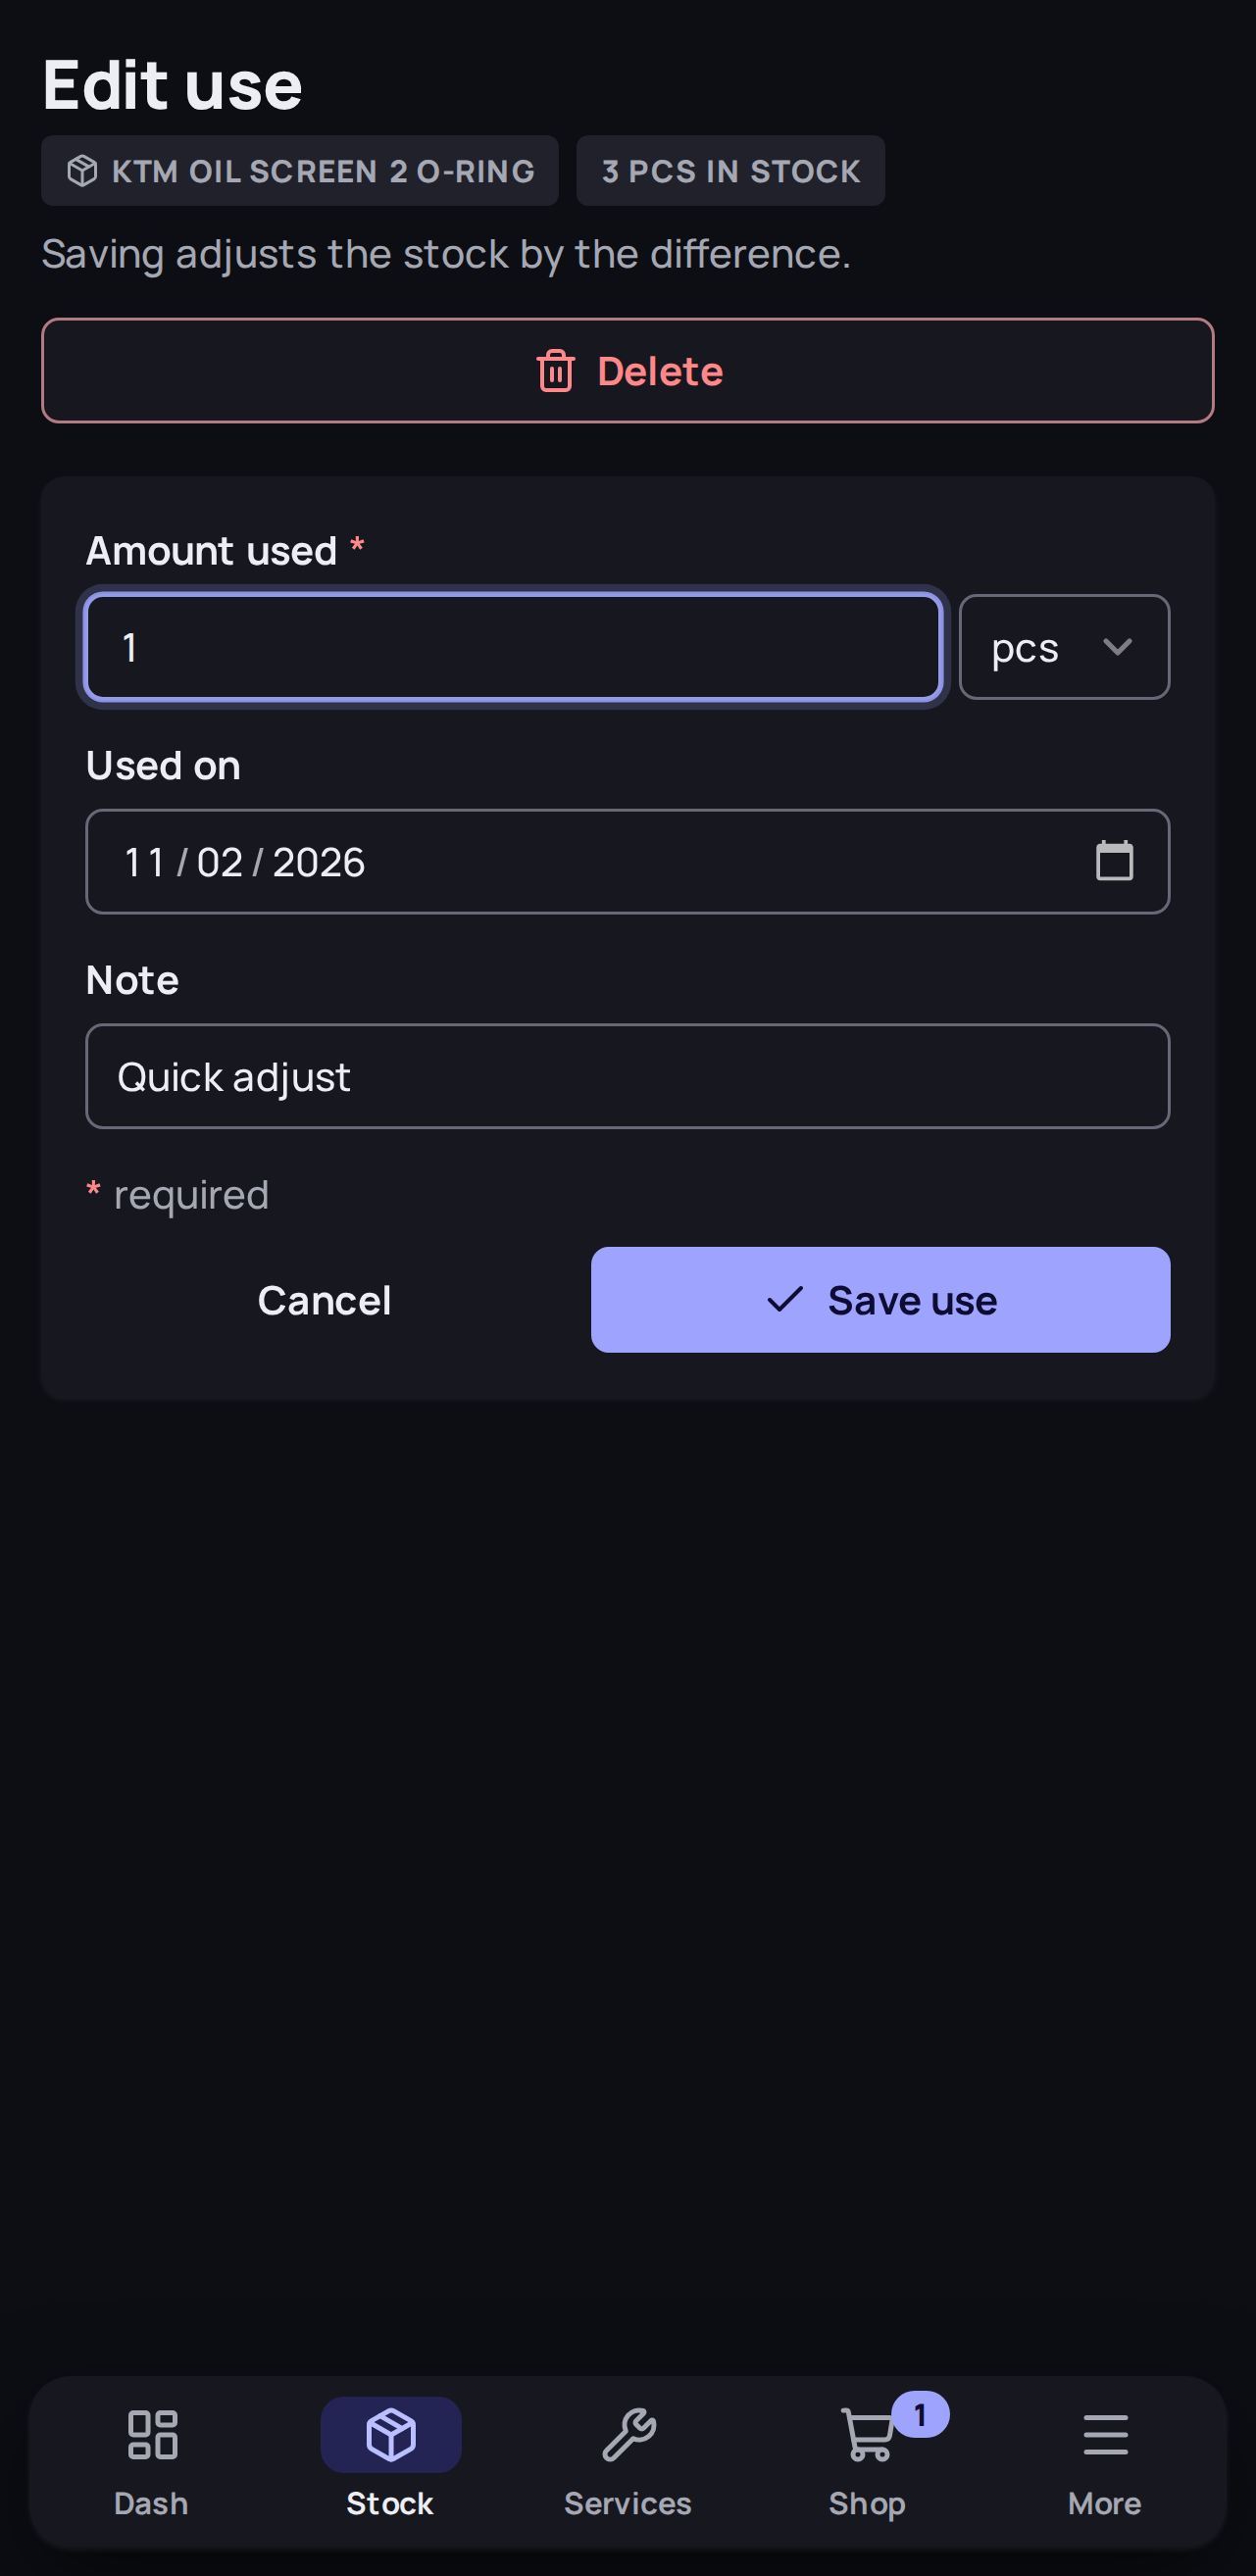 Edit use
KTM OIL SCREEN 2 O-RING 3 PCS IN STOCK
Saving adjusts the stock by the difference.
Delete
Amount used *
1 pcs
Used on
11/02/2026
Note
Quick adjust
* required
Cancel Save use
1
Dash Stock Services Shop More